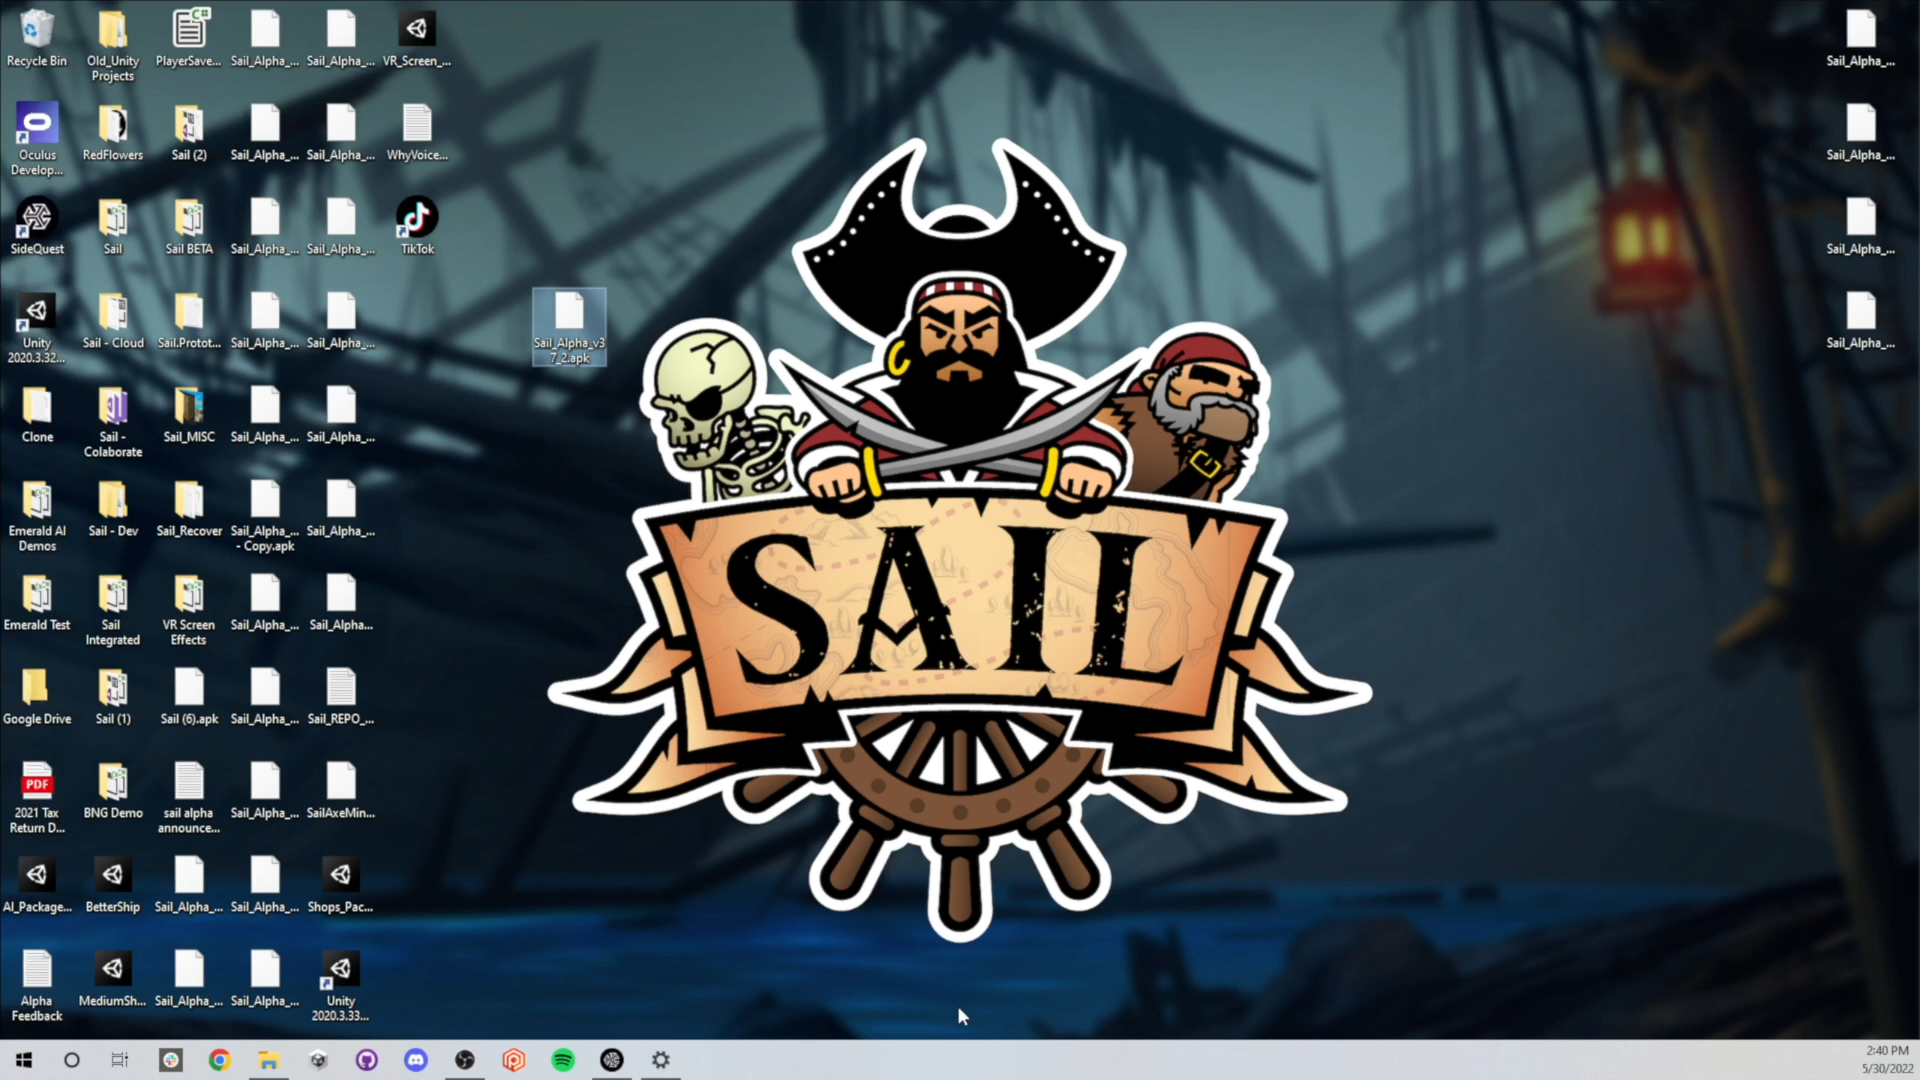 Recycle Bin
Old_Unity
Projects
PlayerSave...
Sail_Alpha_...
Sail_Alpha_...
VR_Screen_...
Sail_Alpha_...
Oculus
Develop...
RedFlowers
Sail (2)
Sail_Alpha_...
Sail_Alpha_...
WhyVoice...
Sail_Alpha_...
SideQuest
Sail
Sail BETA
Sail_Alpha_...
Sail_Alpha_...
TikTok
Sail_Alpha_...
Unity
2020.3.32...
Sail - Cloud
Sail.Protot...
Sail_Alpha_...
Sail_Alpha_...
Sail_Alpha_v3
7_2.apk
Sail_Alpha_...
Clone
Sail -
Colaborate
Sail_MISC
Sail_Alpha_...
Sail_Alpha_...
Emerald AI
Demos
Sail - Dev
Sail_Recover
Sail_Alpha_...
- Copy.apk
Sail_Alpha_...
SAIL
Emerald Test
Sail
Integrated
VR Screen
Effects
Sail_Alpha_...
Sail_Alpha...
Google Drive
Sail (1)
Sail (6).apk
Sail_Alpha_...
Sail_REPO_...
PDF
2021 Tax
Return D...
BNG Demo
sail alpha
announce...
Sail_Alpha_...
SailAxeMin...
AI_Package...
BetterShip
Sail_Alpha_...
Sail_Alpha_...
Shops_Pac...
Alpha
Feedback
MediumSh...
Sail_Alpha_...
Sail_Alpha_...
Unity
2020.3.33...
2:40 PM
5/30/2022